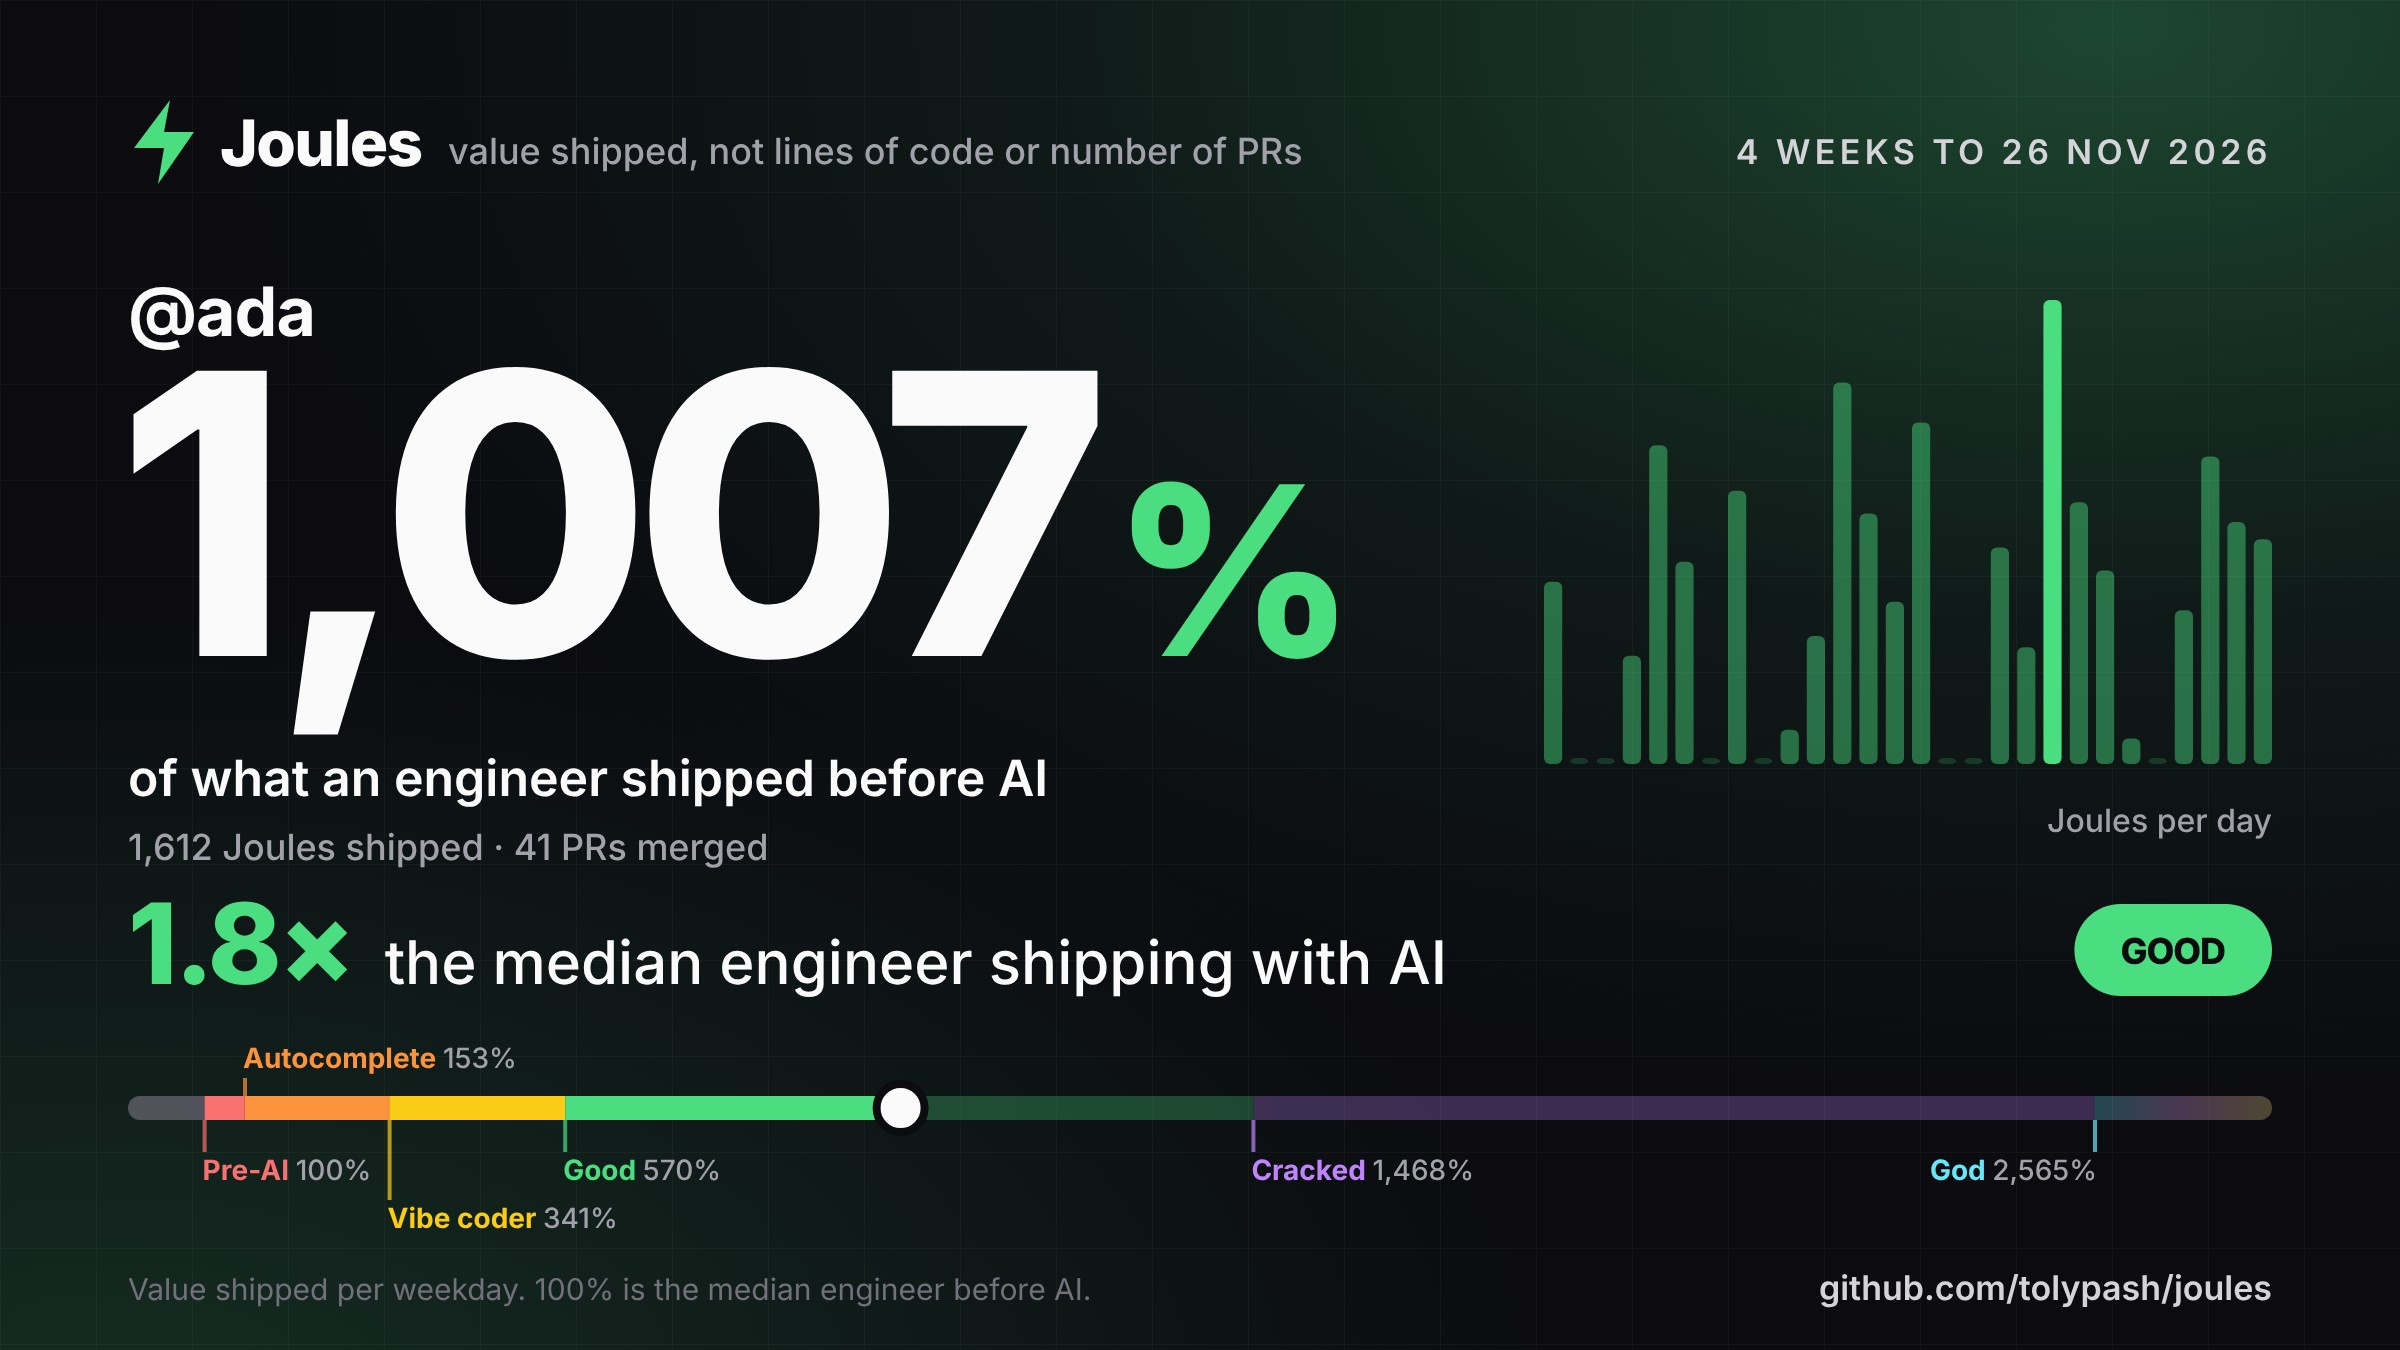 Joules value shipped, not lines of code or number of PRs
4 WEEKS TO 26 NOV 2026
@ada
1,007%
of what an engineer shipped before AI
1,612 Joules shipped · 41 PRs merged
Joules per day
1.8× the median engineer shipping with AI
GOOD
Autocomplete 153%
Pre-AI 100%
Good 570%
Cracked 1,468%
God 2,565%
Vibe coder 341%
Value shipped per weekday. 100% is the median engineer before AI.
github.com/tolypash/joules